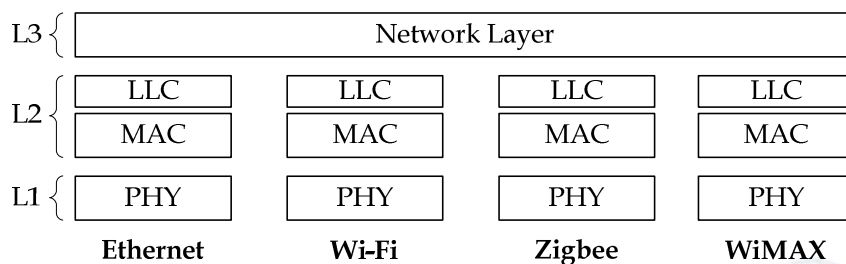 L3 Network Layer
LLC LLC LLC LLC
L2
MAC MAC MAC MAC
L1 PHY PHY PHY PHY
Ethernet Wi-Fi Zigbee WiMAX